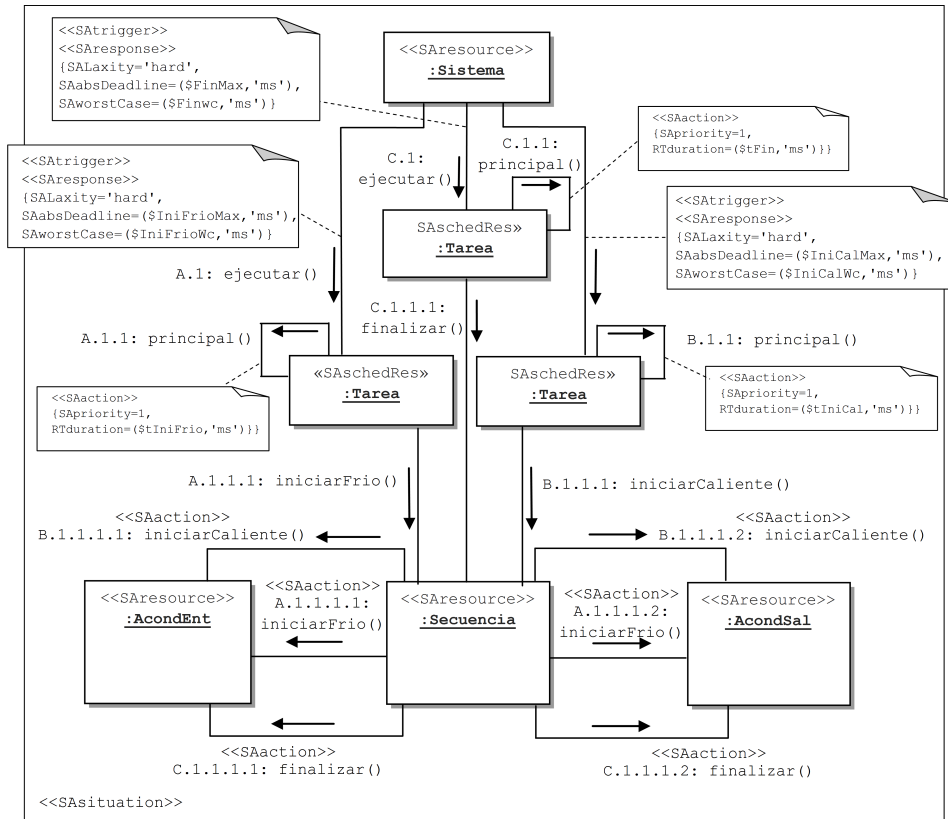 <<SAtrigger>>
<<SAresponse>>
{SALaxity='hard',
SAabsDeadline=($FinMax,'ms'),
SAworstCase=($Finwc,'ms')}
<<SAresource>>
:Sistema
<<SAaction>>
{SApriority=1,
RTduration=($tFin,'ms')}}
<<SAtrigger>>
<<SAresponse>>
{SALaxity='hard',
SAabsDeadline=($IniFrioMax,'ms'),
SAworstCase=($IniFrioWc,'ms')}
C.1:
ejecutar()
C.1.1:
principal()
<<SAtrigger>>
<<SAresponse>>
{SALaxity='hard',
SAabsDeadline=($IniCalMax,'ms'),
SAworstCase=($IniCalWc,'ms')}
SAschedRes»
:Tarea
A.1: ejecutar()
C.1.1.1:
finalizar()
A.1.1: principal()
B.1.1: principal()
«SAschedRes»
:Tarea
SAschedRes»
:Tarea
<<SAaction>>
{SApriority=1,
RTduration=($tIniFrio,'ms')}}
<<SAaction>>
{SApriority=1,
RTduration=($tIniCal,'ms')}}
A.1.1.1: iniciarFrio()
B.1.1.1: iniciarCaliente()
<<SAaction>>
B.1.1.1.1: iniciarCaliente()
<<SAaction>>
B.1.1.1.2: iniciarCaliente()
<<SAresource>>
:AcondEnt
<<SAaction>>
A.1.1.1.1:
iniciarFrio()
<<SAresource>>
:Secuencia
<<SAaction>>
A.1.1.1.2:
iniciarFrio()
<<SAresource>>
:AcondSal
<<SAaction>>
C.1.1.1.1: finalizar()
<<SAaction>>
C.1.1.1.2: finalizar()
<<SAsituation>>